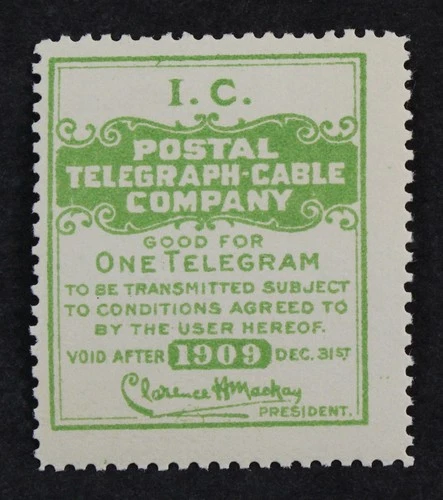 I. C.
POSTAL
TELEGRAPH-CABLE
COMPANY
GOOD FOR
ONE TELEGRAM
TO BE TRANSMITTED SUBJECT
TO CONDITIONS AGREED TO
BY THE USER HEREOF.
VOID AFTER 1909 DEC. 31ST
Clarence H Mackay
PRESIDENT.